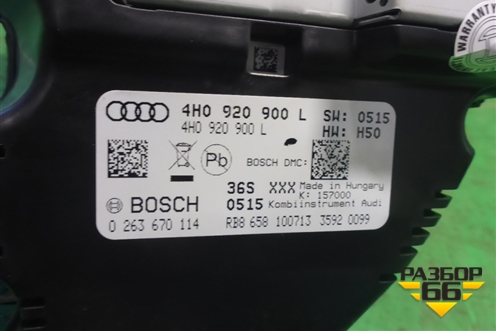 WARRANTY
4H0 920 900 L SW: 0515
4H0 920 900 L HW: H50
Pb BOSCH DMC:
36S XXX Made in Hungary
K: 157000
BOSCH 0515 Kombiinstrument Audi
0 263 670 114 RB8 658 100713 3592 0099
РАЗБОР
66